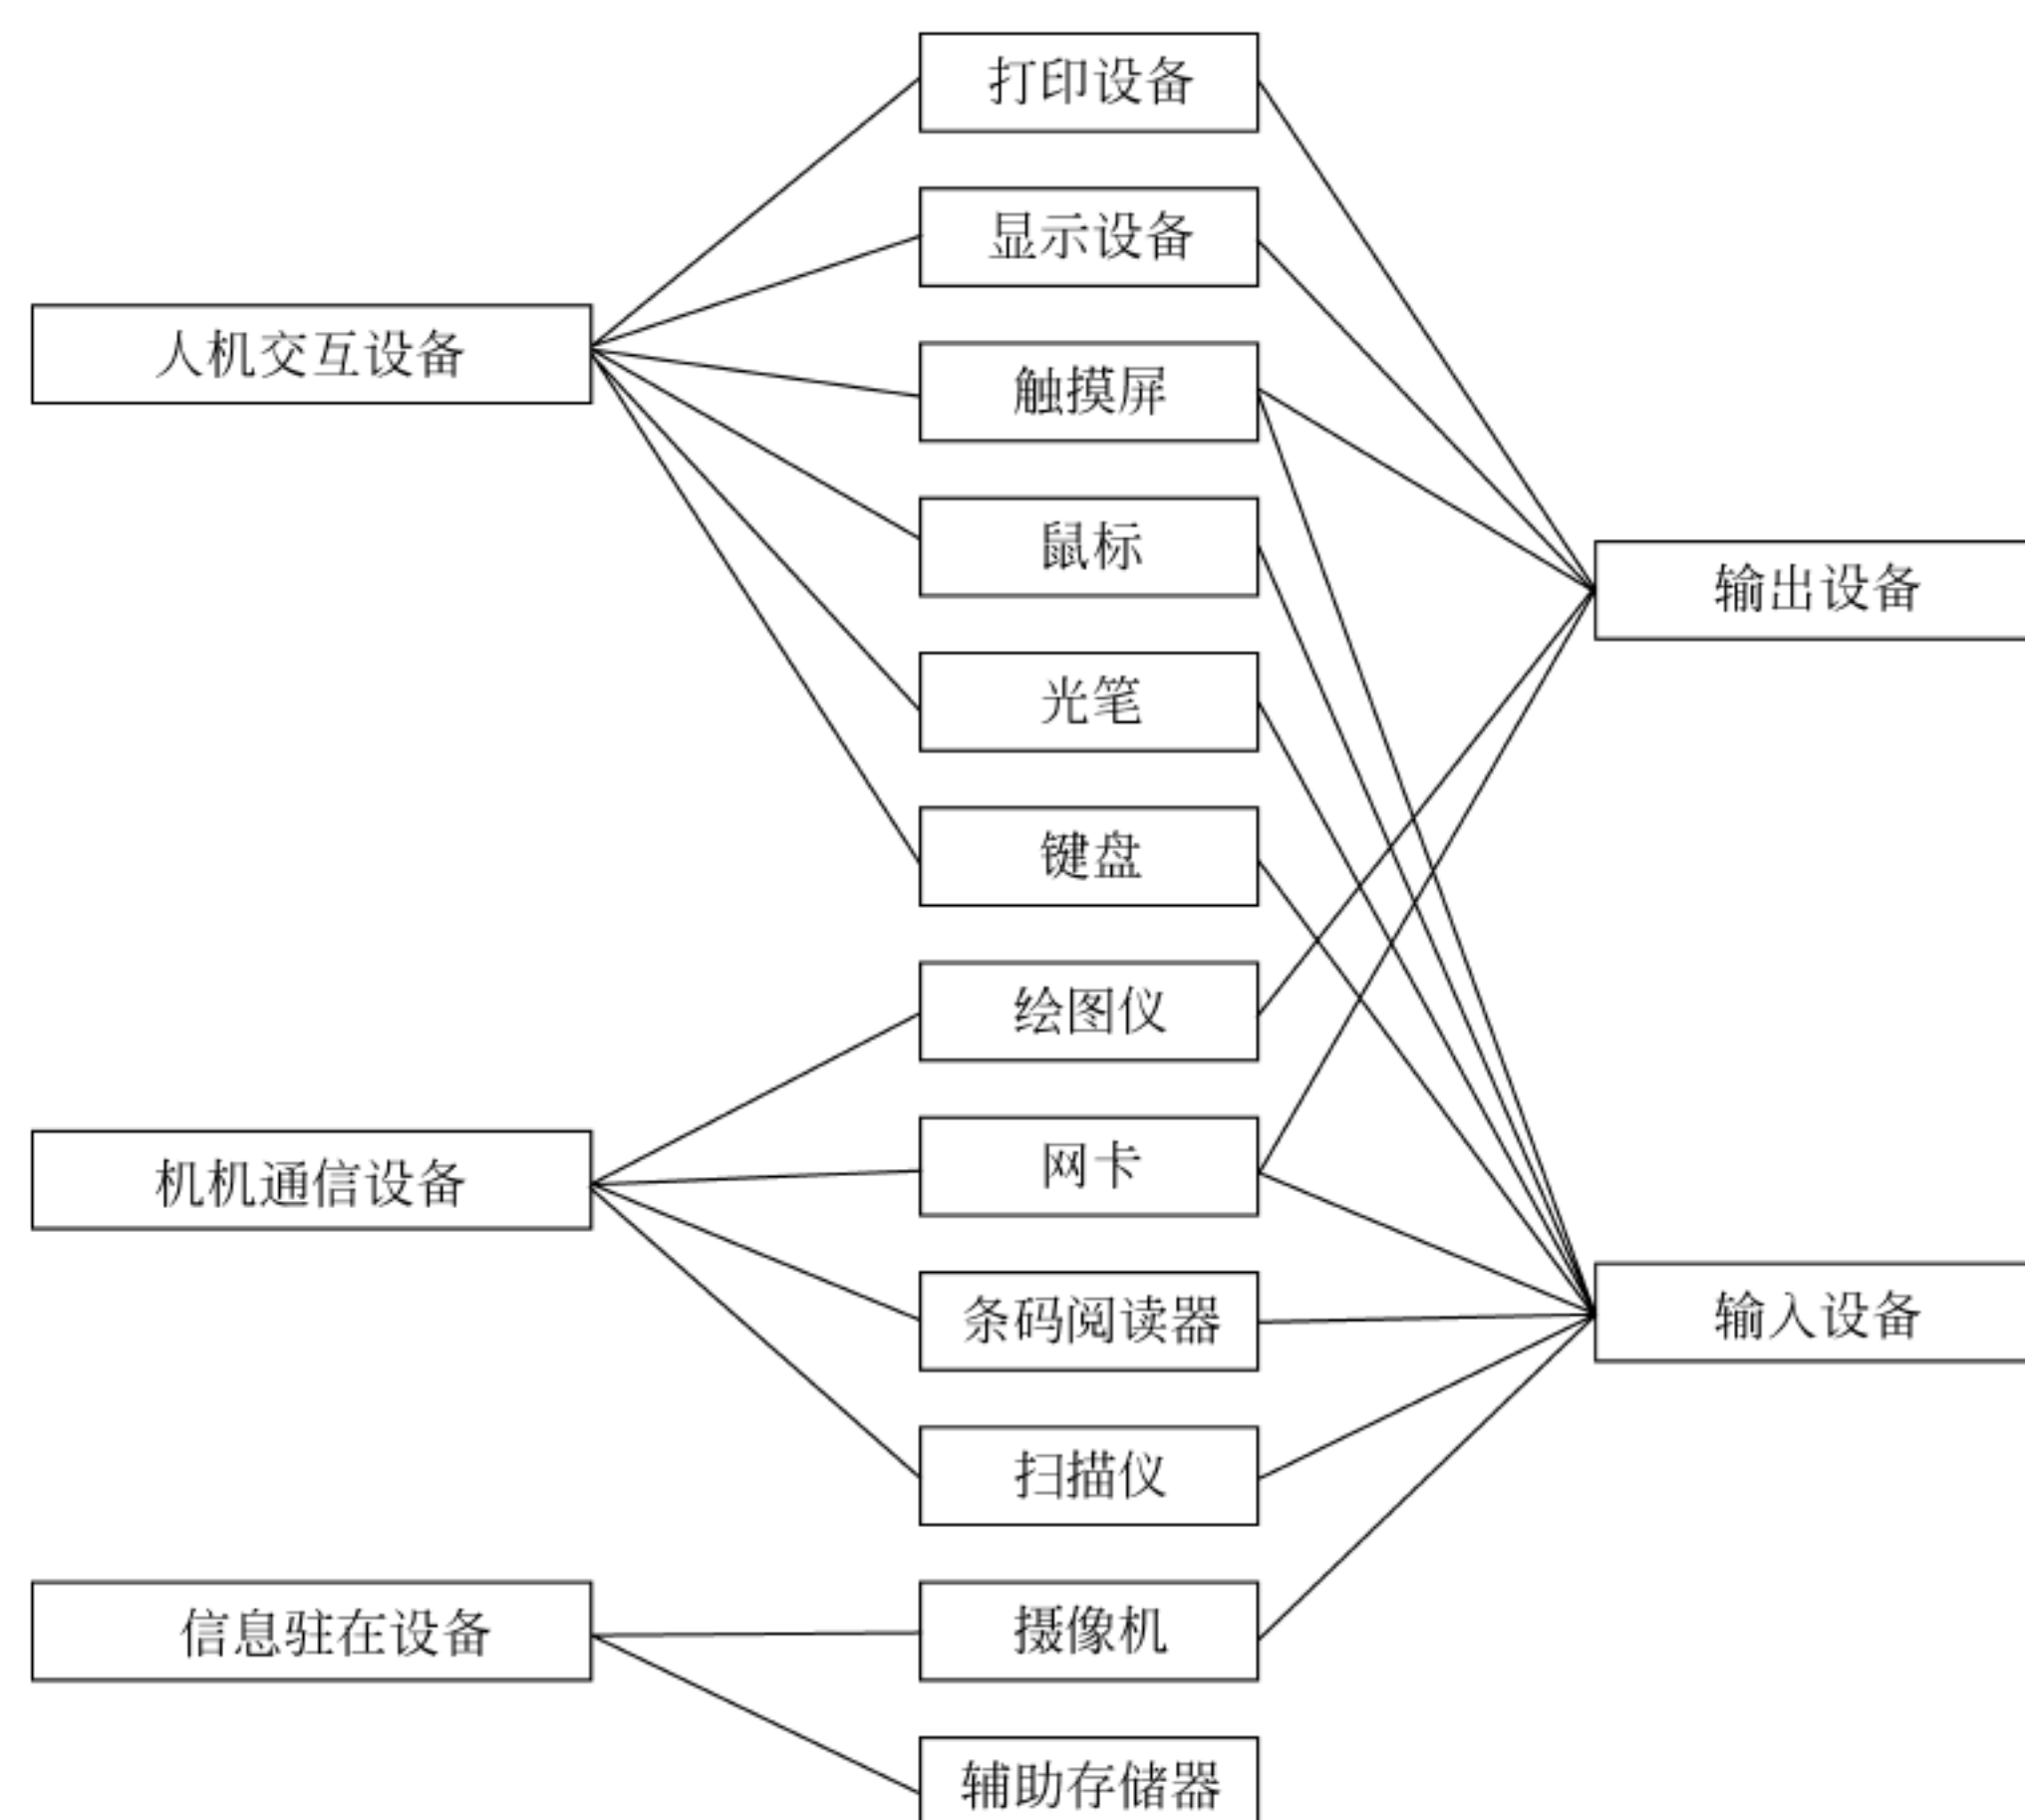 打印设备
显示设备
人机交互设备
触摸屏
鼠标
输出设备
光笔
键盘
绘图仪
机机通信设备
网卡
条码阅读器
输入设备
扫描仪
信息驻在设备
摄像机
辅助存储器